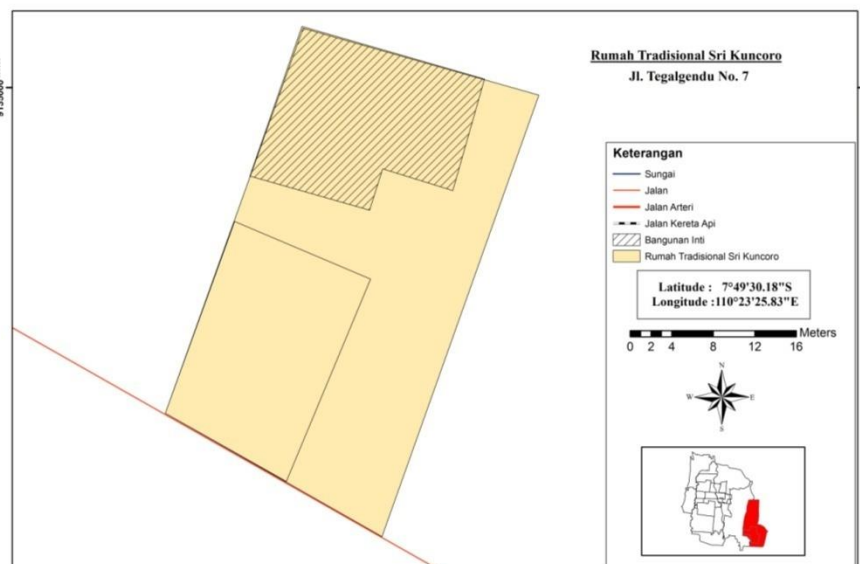 Rumah Tradisional Sri Kuncoro
Jl. Tegalgendu No. 7
Keterangan
Sungai
Jalan
Jalan Arteri
Jalan Kereta Api
Bangunan Inti
Rumah Tradisional Sri Kuncoro
Latitude : 7°49'30.18"S
Longitude :110°23'25.83"E
Meters
0 2 4 8 12 16
N
W E
S